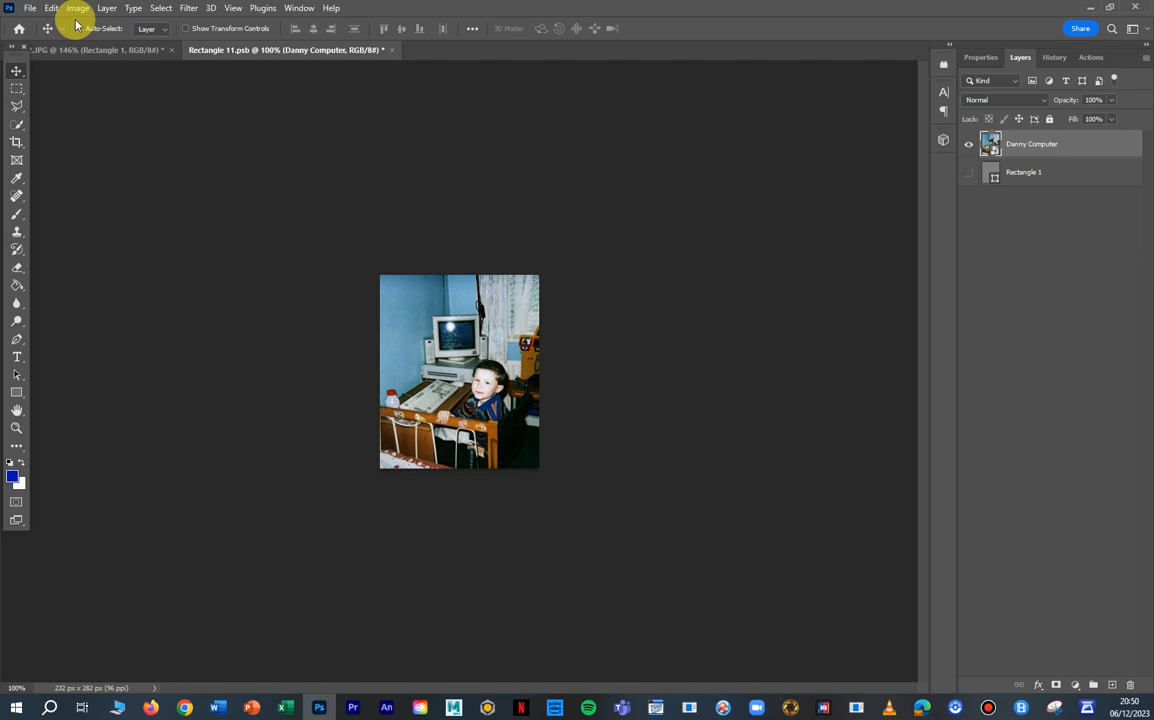 Ps File Edit Image Layer Type Select Filter 3D View Plugins Window Help
Auto-Select: Layer Show Transform Controls 3D Mode: Share
.JPG @ 146% (Rectangle 1, RGB/8#) * Rectangle 11.psb @ 100% (Danny Computer, RGB/8#) *
Properties Layers History Actions
Kind
Normal Opacity: 100%
Lock: Fill: 100%
Danny Computer
Rectangle 1
100% 232 px x 282 px (96 ppi)
20:50
06/12/2023